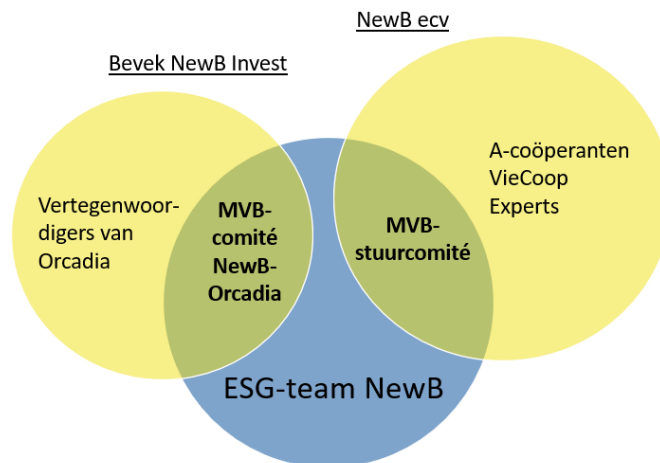 NewB ecv
Bevek NewB Invest
A-coöperanten
VieCoop
Experts
Vertegenwoor-
digers van
Orcadia
MVB-
comité
NewB-
Orcadia
MVB-
stuurcomité
ESG-team NewB